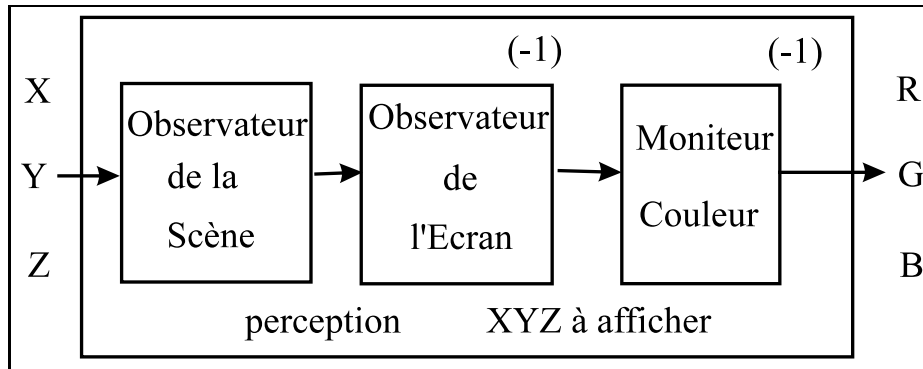 X
Y
Z
Observateur
de la
Scène
(-1)
Observateur
de
l'Ecran
(-1)
Moniteur
Couleur
R
G
B
perception
XYZ à afficher